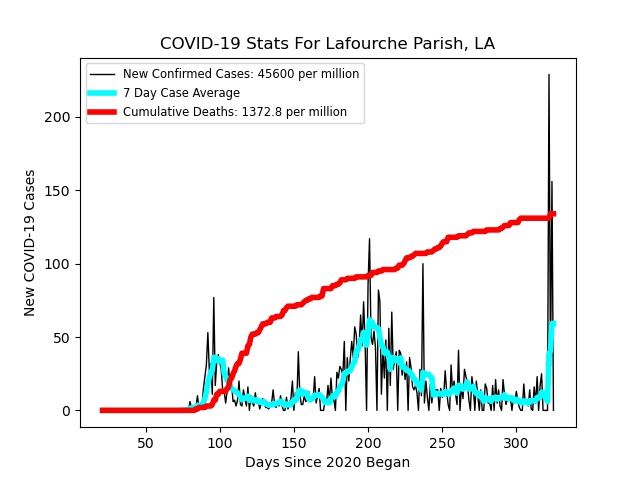 COVID-19 Stats For Lafourche Parish, LA
New Confirmed Cases: 45600 per million
7 Day Case Average
Cumulative Deaths: 1372.8 per million
New COVID-19 Cases
200
150
100
50
0
50 100 150 200 250 300
Days Since 2020 Began